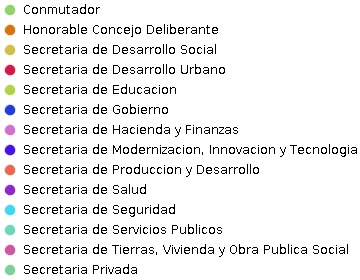 Conmutador
Honorable Concejo Deliberante
Secretaria de Desarrollo Social
Secretaria de Desarrollo Urbano
Secretaria de Educacion
Secretaria de Gobierno
Secretaria de Hacienda y Finanzas
Secretaria de Modernizacion, Innovacion y Tecnologia
Secretaria de Produccion y Desarrollo
Secretaria de Salud
Secretaria de Seguridad
Secretaria de Servicios Publicos
Secretaria de Tierras, Vivienda y Obra Publica Social
Secretaria Privada